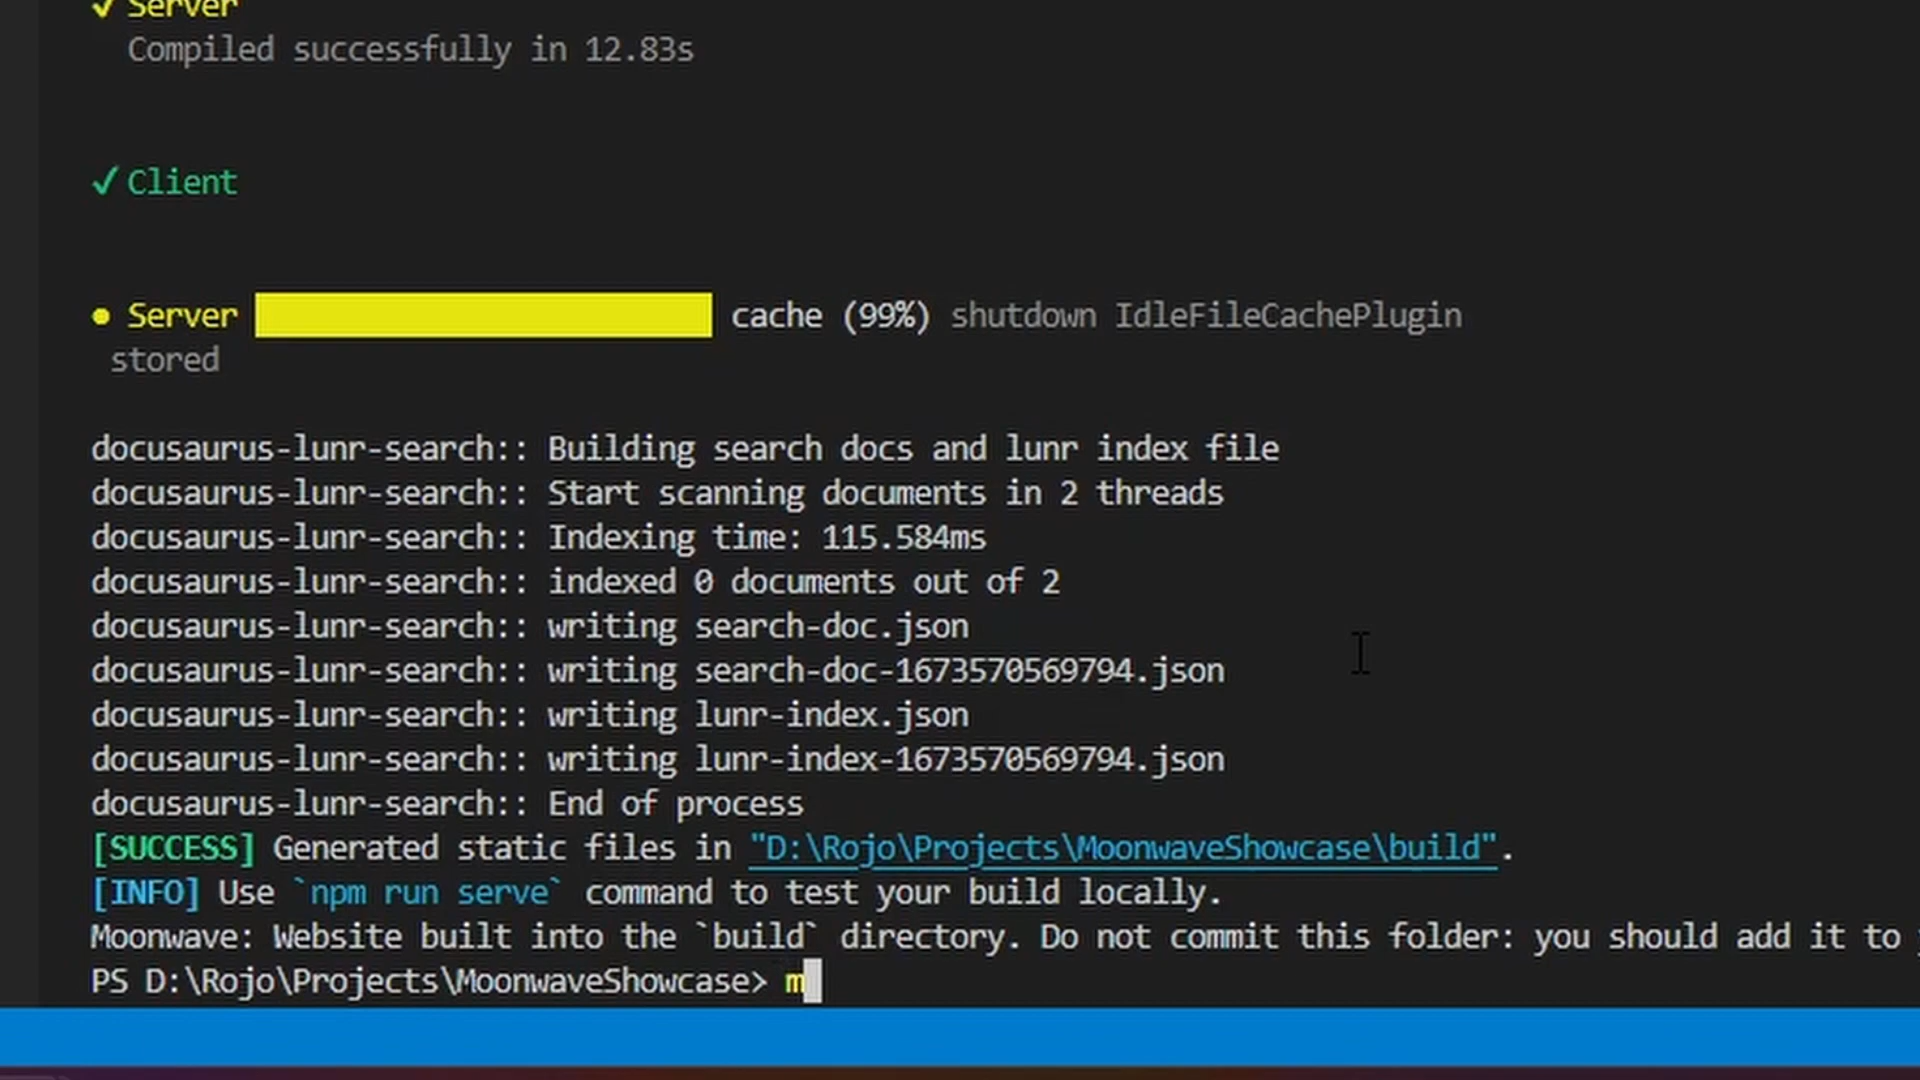 ✓ Server
Compiled successfully in 12.83s
✓ Client
● Server cache (99%) shutdown IdleFileCachePlugin
stored
docusaurus-lunr-search:: Building search docs and lunr index file
docusaurus-lunr-search:: Start scanning documents in 2 threads
docusaurus-lunr-search:: Indexing time: 115.584ms
docusaurus-lunr-search:: indexed 0 documents out of 2
docusaurus-lunr-search:: writing search-doc.json
docusaurus-lunr-search:: writing search-doc-1673570569794.json
docusaurus-lunr-search:: writing lunr-index.json
docusaurus-lunr-search:: writing lunr-index-1673570569794.json
docusaurus-lunr-search:: End of process
[SUCCESS] Generated static files in "D:\Rojo\Projects\MoonwaveShowcase\build".
[INFO] Use `npm run serve` command to test your build locally.
Moonwave: Website built into the `build` directory. Do not commit this folder: you should add it to
PS D:\Rojo\Projects\MoonwaveShowcase> m